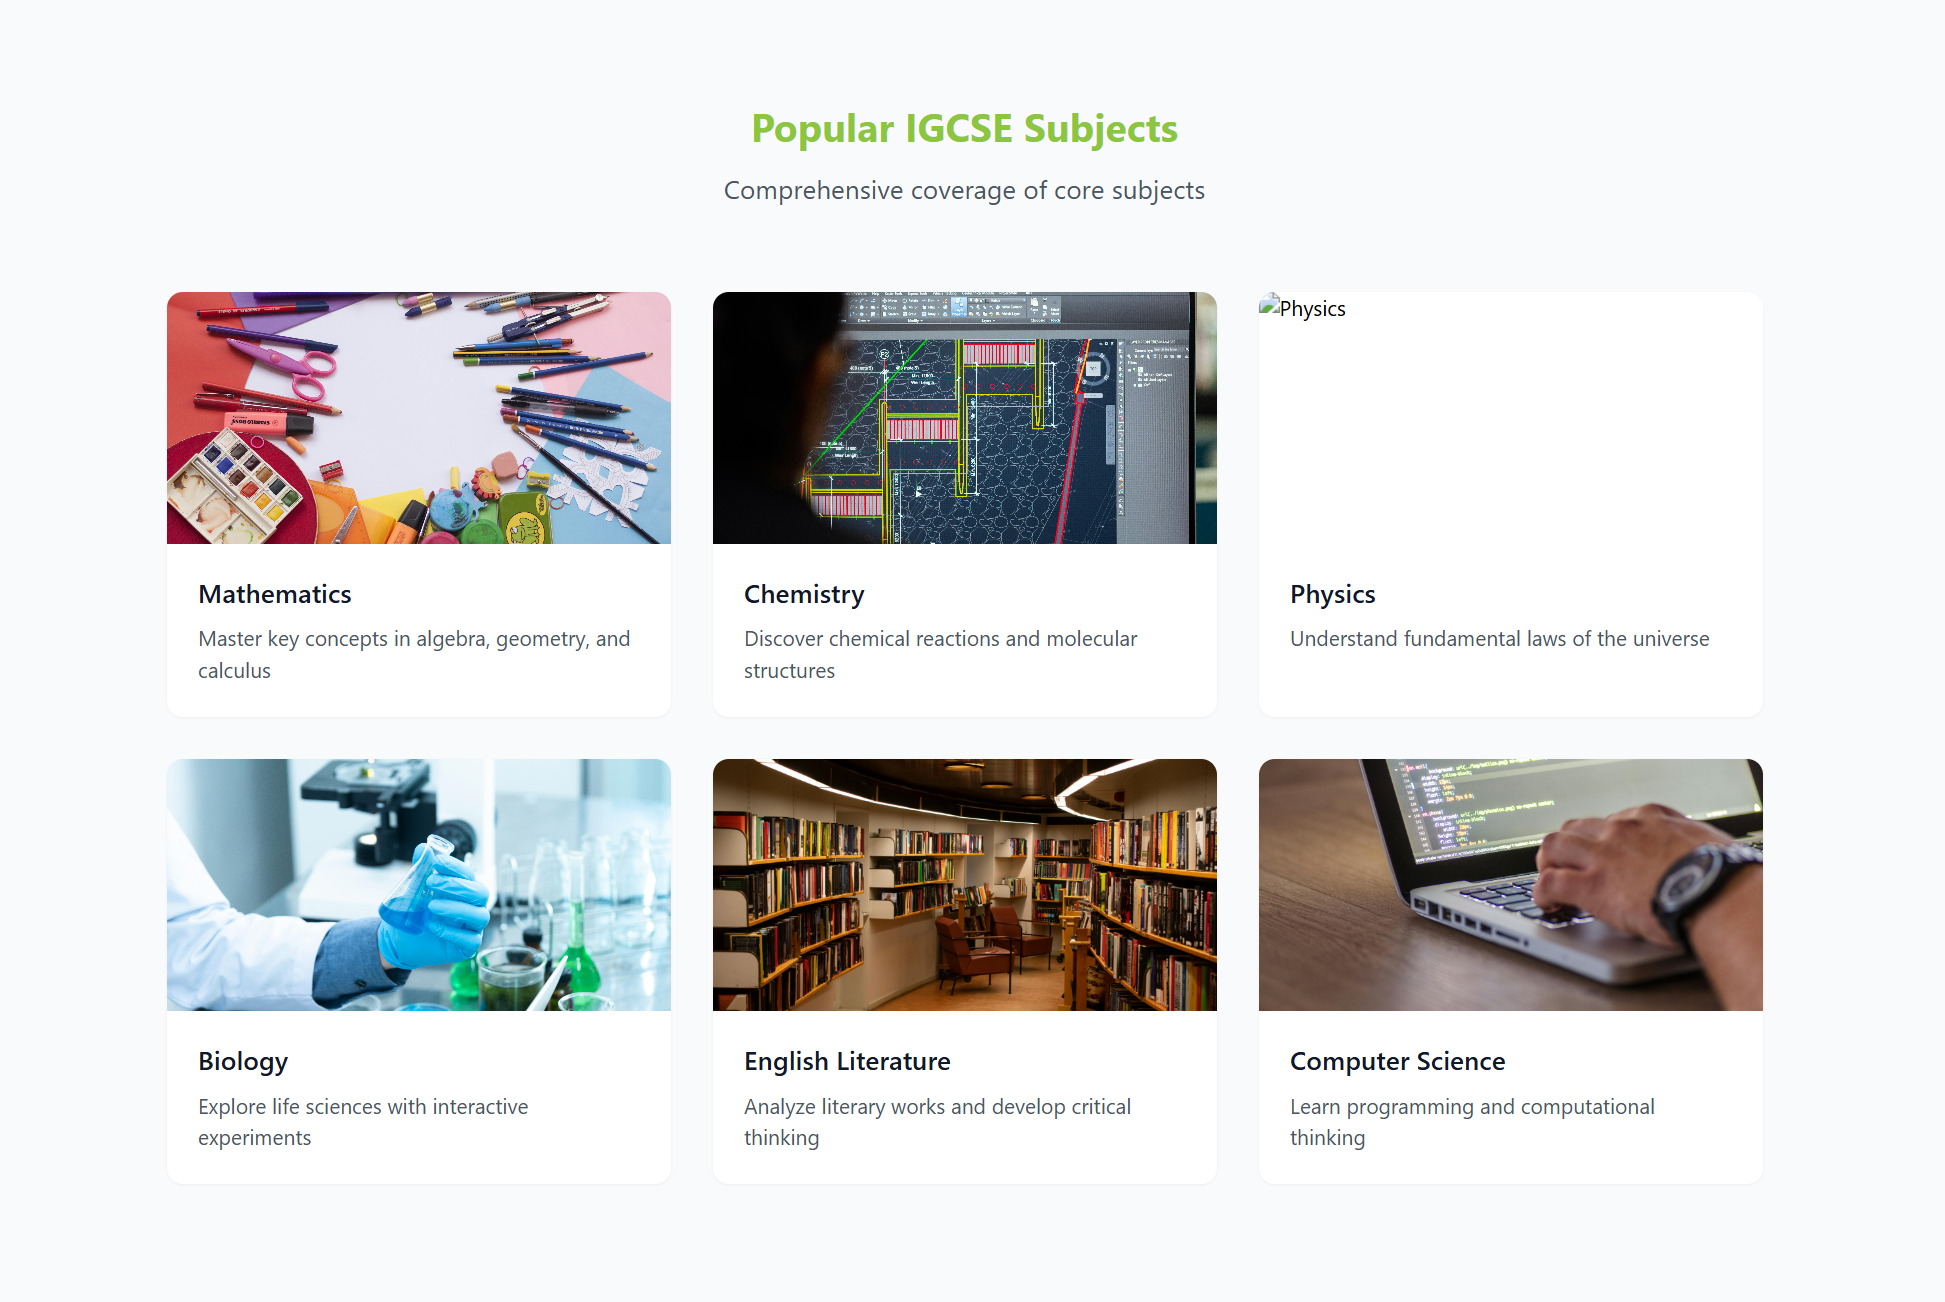 Popular IGCSE Subjects
Comprehensive coverage of core subjects
Physics
Mathematics
Master key concepts in algebra, geometry, and
calculus
Chemistry
Discover chemical reactions and molecular
structures
Physics
Understand fundamental laws of the universe
Biology
Explore life sciences with interactive
experiments
English Literature
Analyze literary works and develop critical
thinking
Computer Science
Learn programming and computational
thinking